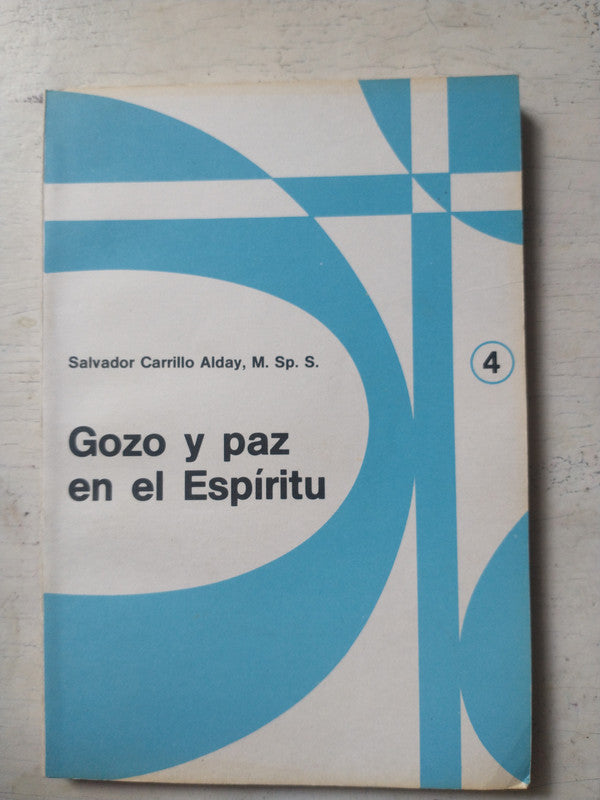 Salvador Carrillo Alday, M. Sp. S.
4
Gozo y paz
en el Espíritu